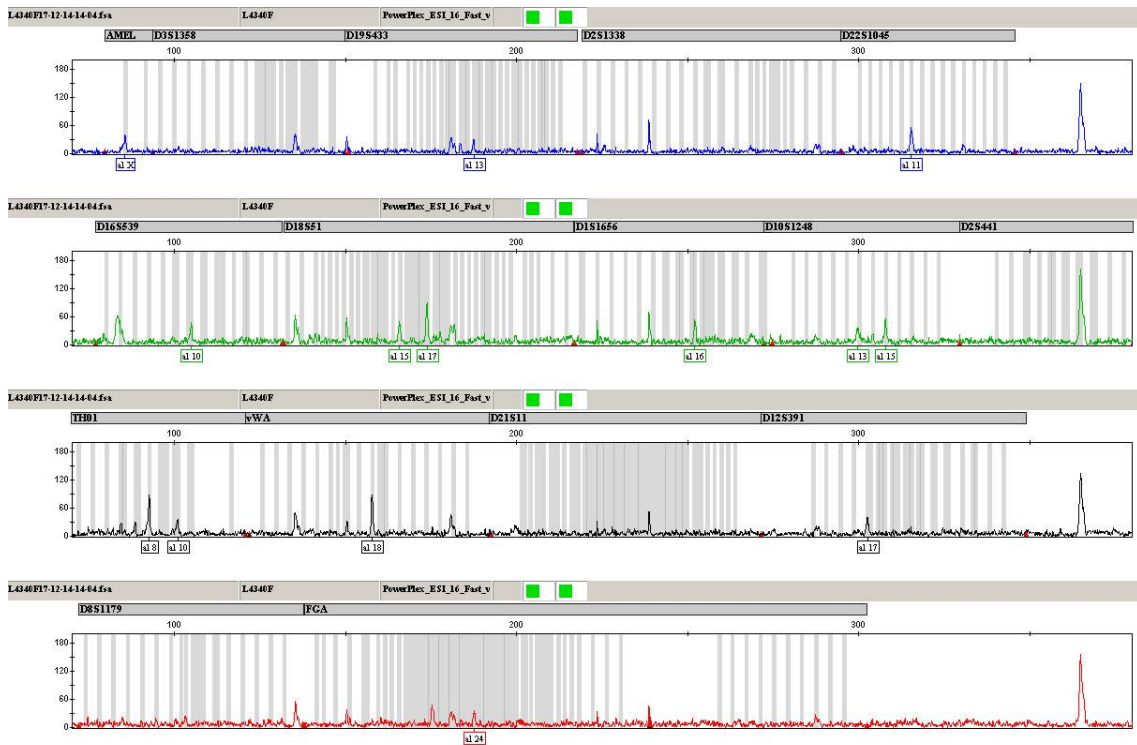 L4340F17-12-14-14-04.fsa L4340F PowerPlex_ESI_16_Fast_v
AMEL D3S1358 D19S433 D2S1338 D22S1045
100 200 300
180
120
60
0
al X al 13 al 11
L4340F17-12-14-14-04.fsa L4340F PowerPlex_ESI_16_Fast_v
D16S539 D18S51 D1S1656 D10S1248 D2S441
100 200 300
180
120
60
0
al 10 al 15 al 17 al 16 al 13 al 15
L4340F17-12-14-14-04.fsa L4340F PowerPlex_ESI_16_Fast_v
TH01 vWA D21S11 D12S391
100 200 300
180
120
60
0
al 8 al 10 al 18 al 17
L4340F17-12-14-14-04.fsa L4340F PowerPlex_ESI_16_Fast_v
D8S1179 FGA
100 200 300
180
120
60
0
al 24